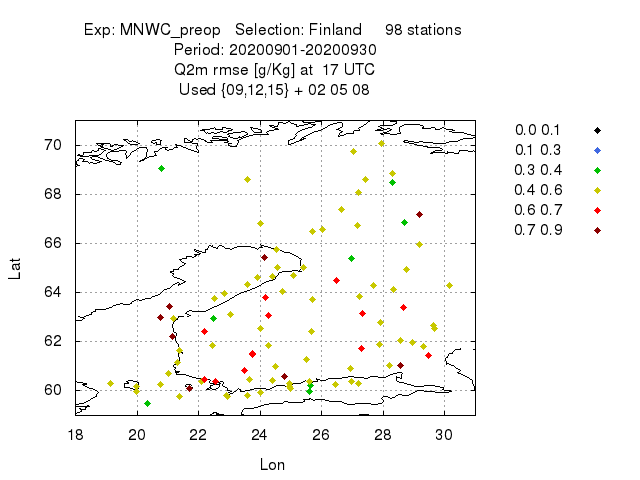 Exp: MNWC_preop   Selection: Finland     98 stations
Period: 20200901-20200930
Q2m rmse [g/Kg] at  17 UTC
Used {09,12,15} + 02 05 08
0.0 0.1
0.1 0.3
0.3 0.4
0.4 0.6
0.6 0.7
0.7 0.9
Lat
70
68
66
64
62
60
18 20 22 24 26 28 30
Lon